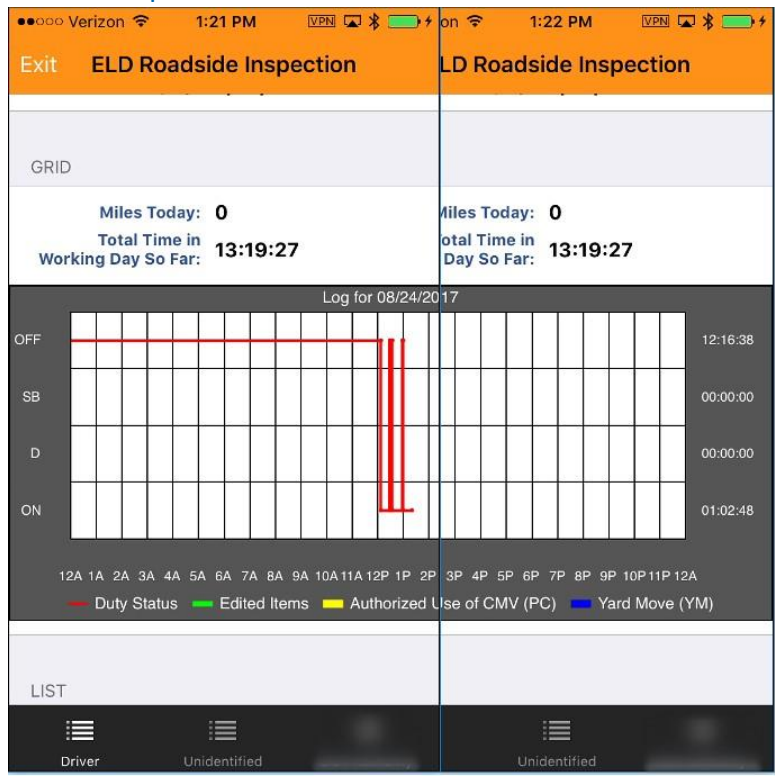 Verizon 1:21 PM VPN
on 1:22 PM VPN
Exit ELD Roadside Inspection
LD Roadside Inspection
GRID
Miles Today: 0
Miles Today: 0
Total Time in
Working Day So Far: 13:19:27
otal Time in
Day So Far: 13:19:27
Log for 08/24/2017
OFF 12:16:38
SB 00:00:00
D 00:00:00
ON 01:02:48
12A 1A 2A 3A 4A 5A 6A 7A 8A 9A 10A 11A 12P 1P 2P 3P 4P 5P 6P 7P 8P 9P 10P 11P 12A
Duty Status Edited Items Authorized Use of CMV (PC) Yard Move (YM)
LIST
Driver Unidentified
Unidentified